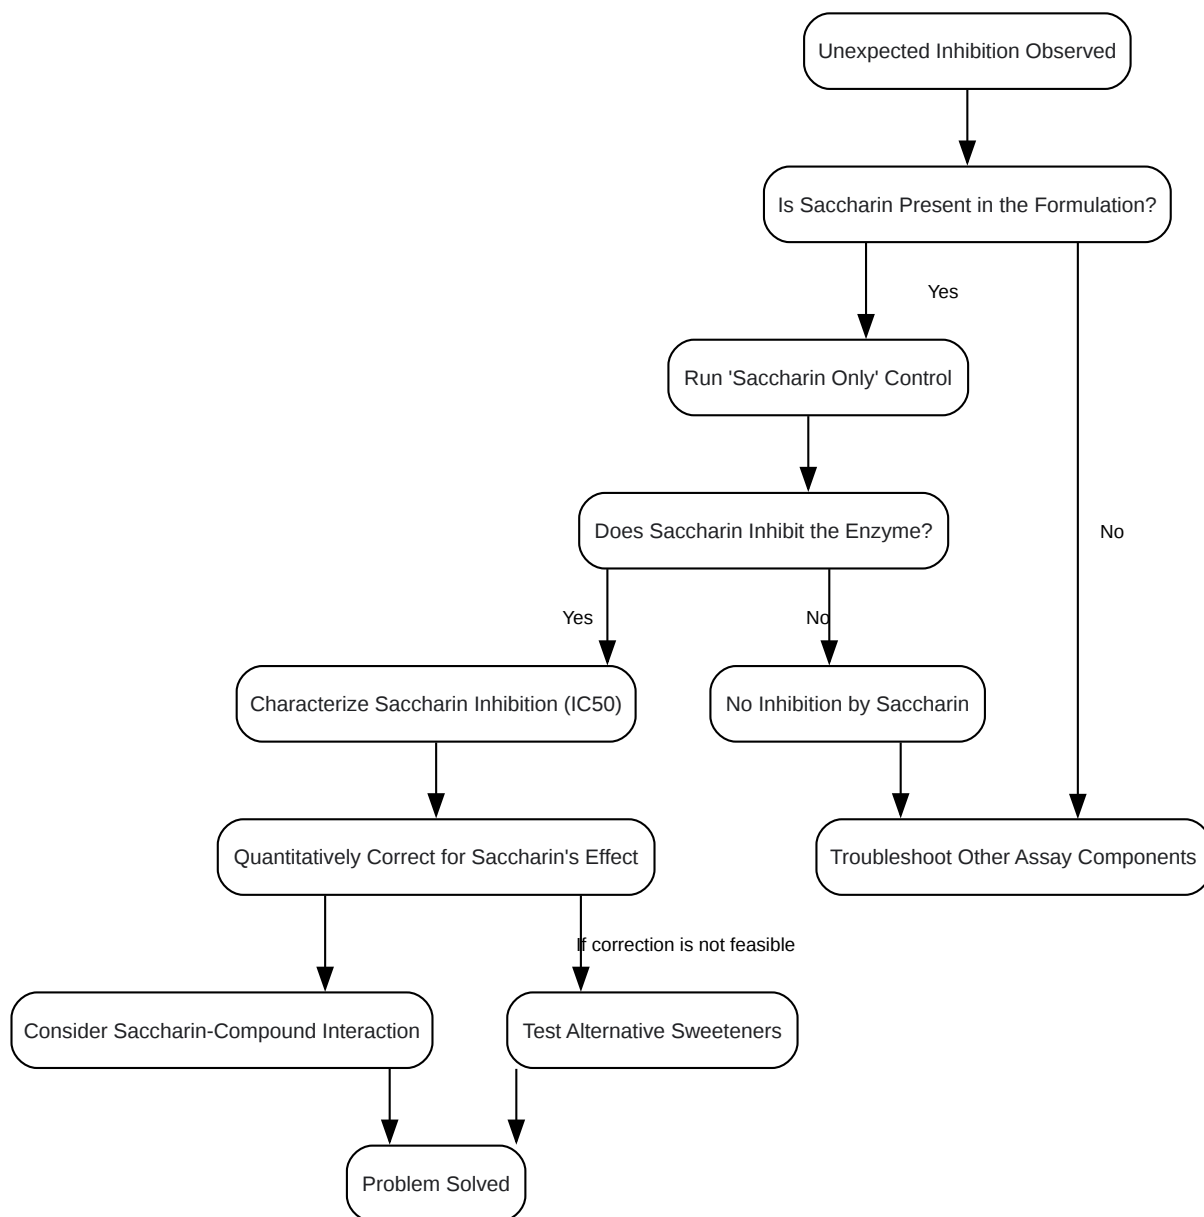 Unexpected Inhibition Observed
Is Saccharin Present in the Formulation?
Yes
Run 'Saccharin Only' Control
Does Saccharin Inhibit the Enzyme?
No
Yes
No
Characterize Saccharin Inhibition (IC50)
No Inhibition by Saccharin
Quantitatively Correct for Saccharin's Effect
Troubleshoot Other Assay Components
If correction is not feasible
Consider Saccharin-Compound Interaction
Test Alternative Sweeteners
Problem Solved